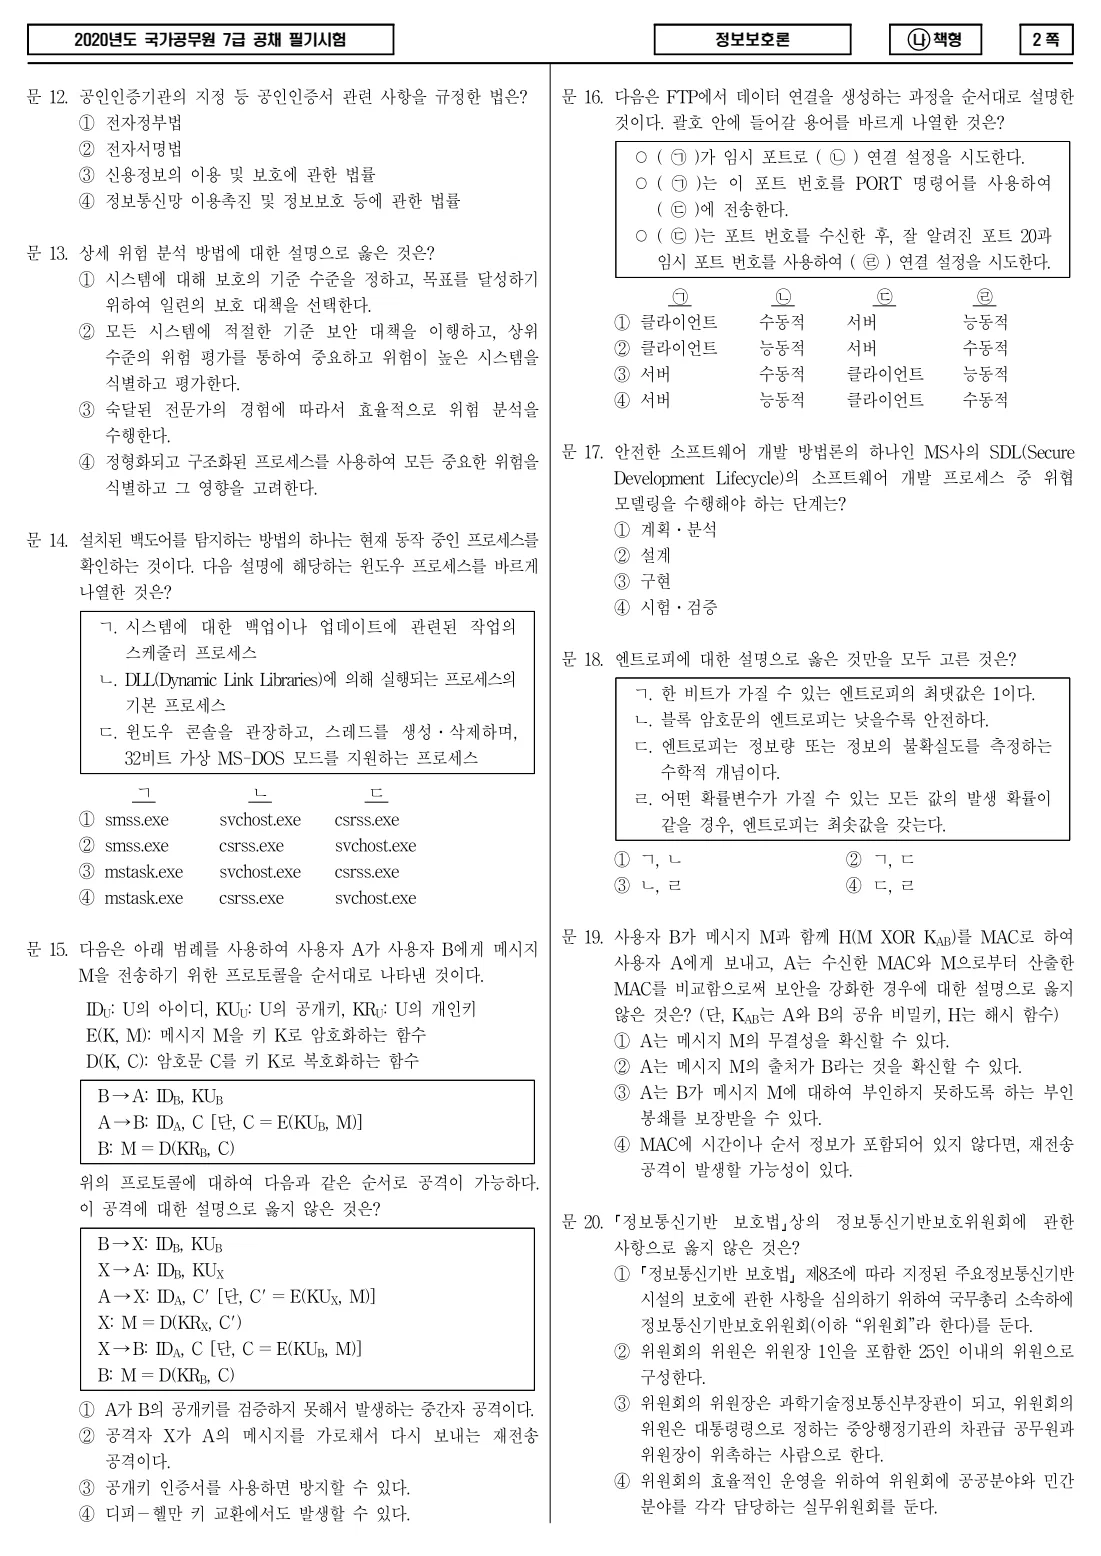 2020년도 국가공무원 7급 공채 필기시험
정보보호론
㉯ 책형
2 쪽
문 12. 공인인증기관의 지정 등 공인인증서 관련 사항을 규정한 법은?
① 전자정부법
② 전자서명법
③ 신용정보의 이용 및 보호에 관한 법률
④ 정보통신망 이용촉진 및 정보보호 등에 관한 법률
문 13. 상세 위험 분석 방법에 대한 설명으로 옳은 것은?
① 시스템에 대해 보호의 기준 수준을 정하고, 목표를 달성하기
위하여 일련의 보호 대책을 선택한다.
② 모든 시스템에 적절한 기준 보안 대책을 이행하고, 상위
수준의 위험 평가를 통하여 중요하고 위험이 높은 시스템을
식별하고 평가한다.
③ 숙달된 전문가의 경험에 따라서 효율적으로 위험 분석을
수행한다.
④ 정형화되고 구조화된 프로세스를 사용하여 모든 중요한 위험을
식별하고 그 영향을 고려한다.
문 14. 설치된 백도어를 탐지하는 방법의 하나는 현재 동작 중인 프로세스를
확인하는 것이다. 다음 설명에 해당하는 윈도우 프로세스를 바르게
나열한 것은?
ㄱ. 시스템에 대한 백업이나 업데이트에 관련된 작업의
스케줄러 프로세스
ㄴ. DLL(Dynamic Link Libraries)에 의해 실행되는 프로세스의
기본 프로세스
ㄷ. 윈도우 콘솔을 관장하고, 스레드를 생성・삭제하며,
32비트 가상 MS-DOS 모드를 지원하는 프로세스
ㄱ ㄴ ㄷ
① smss.exe svchost.exe csrss.exe
② smss.exe csrss.exe svchost.exe
③ mstask.exe svchost.exe csrss.exe
④ mstask.exe csrss.exe svchost.exe
문 15. 다음은 아래 범례를 사용하여 사용자 A가 사용자 B에게 메시지
M을 전송하기 위한 프로토콜을 순서대로 나타낸 것이다.
IDU: U의 아이디, KUU: U의 공개키, KRU: U의 개인키
E(K, M): 메시지 M을 키 K로 암호화하는 함수
D(K, C): 암호문 C를 키 K로 복호화하는 함수
B→A: IDB, KUB
A→B: IDA, C [단, C = E(KUB, M)]
B: M = D(KRB, C)
위의 프로토콜에 대하여 다음과 같은 순서로 공격이 가능하다.
이 공격에 대한 설명으로 옳지 않은 것은?
B→X: IDB, KUB
X→A: IDB, KUX
A→X: IDA, C′ [단, C′ = E(KUX, M)]
X: M = D(KRX, C′)
X→B: IDA, C [단, C = E(KUB, M)]
B: M = D(KRB, C)
① A가 B의 공개키를 검증하지 못해서 발생하는 중간자 공격이다.
② 공격자 X가 A의 메시지를 가로채서 다시 보내는 재전송
공격이다.
③ 공개키 인증서를 사용하면 방지할 수 있다.
④ 디피－헬만 키 교환에서도 발생할 수 있다.
문 16. 다음은 FTP에서 데이터 연결을 생성하는 과정을 순서대로 설명한
것이다. 괄호 안에 들어갈 용어를 바르게 나열한 것은?
○ ( ㉠ )가 임시 포트로 ( ㉡ ) 연결 설정을 시도한다.
○ ( ㉠ )는 이 포트 번호를 PORT 명령어를 사용하여
( ㉢ )에 전송한다.
○ ( ㉢ )는 포트 번호를 수신한 후, 잘 알려진 포트 20과
임시 포트 번호를 사용하여 ( ㉣ ) 연결 설정을 시도한다.
㉠ ㉡ ㉢ ㉣
① 클라이언트 수동적 서버 능동적
② 클라이언트 능동적 서버 수동적
③ 서버 수동적 클라이언트 능동적
④ 서버 능동적 클라이언트 수동적
문 17. 안전한 소프트웨어 개발 방법론의 하나인 MS사의 SDL(Secure
Development Lifecycle)의 소프트웨어 개발 프로세스 중 위협
모델링을 수행해야 하는 단계는?
① 계획・분석
② 설계
③ 구현
④ 시험・검증
문 18. 엔트로피에 대한 설명으로 옳은 것만을 모두 고른 것은?
ㄱ. 한 비트가 가질 수 있는 엔트로피의 최댓값은 1이다.
ㄴ. 블록 암호문의 엔트로피는 낮을수록 안전하다.
ㄷ. 엔트로피는 정보량 또는 정보의 불확실도를 측정하는
수학적 개념이다.
ㄹ. 어떤 확률변수가 가질 수 있는 모든 값의 발생 확률이
같을 경우, 엔트로피는 최솟값을 갖는다.
① ㄱ, ㄴ ② ㄱ, ㄷ
③ ㄴ, ㄹ ④ ㄷ, ㄹ
문 19. 사용자 B가 메시지 M과 함께 H(M XOR KAB)를 MAC로 하여
사용자 A에게 보내고, A는 수신한 MAC와 M으로부터 산출한
MAC를 비교함으로써 보안을 강화한 경우에 대한 설명으로 옳지
않은 것은? (단, KAB는 A와 B의 공유 비밀키, H는 해시 함수)
① A는 메시지 M의 무결성을 확신할 수 있다.
② A는 메시지 M의 출처가 B라는 것을 확신할 수 있다.
③ A는 B가 메시지 M에 대하여 부인하지 못하도록 하는 부인
봉쇄를 보장받을 수 있다.
④ MAC에 시간이나 순서 정보가 포함되어 있지 않다면, 재전송
공격이 발생할 가능성이 있다.
문 20. ｢정보통신기반 보호법｣상의 정보통신기반보호위원회에 관한
사항으로 옳지 않은 것은?
① ｢정보통신기반 보호법｣ 제8조에 따라 지정된 주요정보통신기반
시설의 보호에 관한 사항을 심의하기 위하여 국무총리 소속하에
정보통신기반보호위원회(이하 “위원회”라 한다)를 둔다.
② 위원회의 위원은 위원장 1인을 포함한 25인 이내의 위원으로
구성한다.
③ 위원회의 위원장은 과학기술정보통신부장관이 되고, 위원회의
위원은 대통령령으로 정하는 중앙행정기관의 차관급 공무원과
위원장이 위촉하는 사람으로 한다.
④ 위원회의 효율적인 운영을 위하여 위원회에 공공분야와 민간
분야를 각각 담당하는 실무위원회를 둔다.